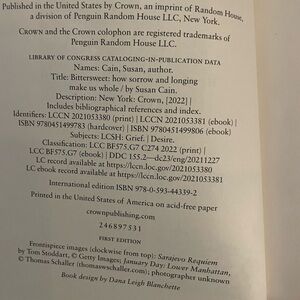 Published in the United States by Crown, an imprint of Random House,
a division of Penguin Random House LLC, New York.
CROWN and the Crown colophon are registered trademarks of
Penguin Random House LLC.
LIBRARY OF CONGRESS CATALOGING-IN-PUBLICATION DATA
Names: Cain, Susan, author.
Title: Bittersweet: how sorrow and longing
make us whole / by Susan Cain.
Description: New York: Crown, [2022] |
Includes bibliographical references and index.
Identifiers: LCCN 2021053380 (print) | LCCN 2021053381 (ebook) |
ISBN 9780451499783 (hardcover) | ISBN 9780451499806 (ebook)
Subjects: LCSH: Grief. | Desire.
Classification: LCC BF575.G7 C274 2022 (print) |
LCC BF575.G7 (ebook) | DDC 155.2—dc23/eng/20211227
LC record available at https://lccn.loc.gov/2021053380
LC ebook record available at https://lccn.loc.gov/2021053381
International edition ISBN 978-0-593-44339-2
Printed in the United States of America on acid-free paper
crownpublishing.com
246897531
FIRST EDITION
Frontispiece images (clockwise from top): Sarajevo Requiem
by Tom Stoddart, © Getty Images; January Day: Lower Manhattan,
© Thomas Schaller (thomaswschaller.com); photographer unknown
Book design by Dana Leigh Blanchette